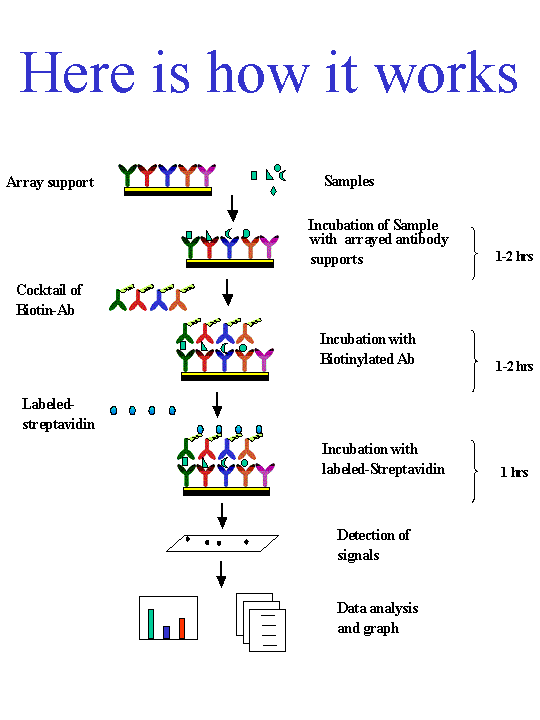 Here is how it works
Array support
Samples
Incubation of Sample
with arrayed antibody
supports
1-2 hrs
Cocktail of
Biotin-Ab
Incubation with
Biotinylated Ab
1-2 hrs
Labeled-
streptavidin
Incubation with
labeled-Streptavidin
1 hrs
Detection of
signals
Data analysis
and graph